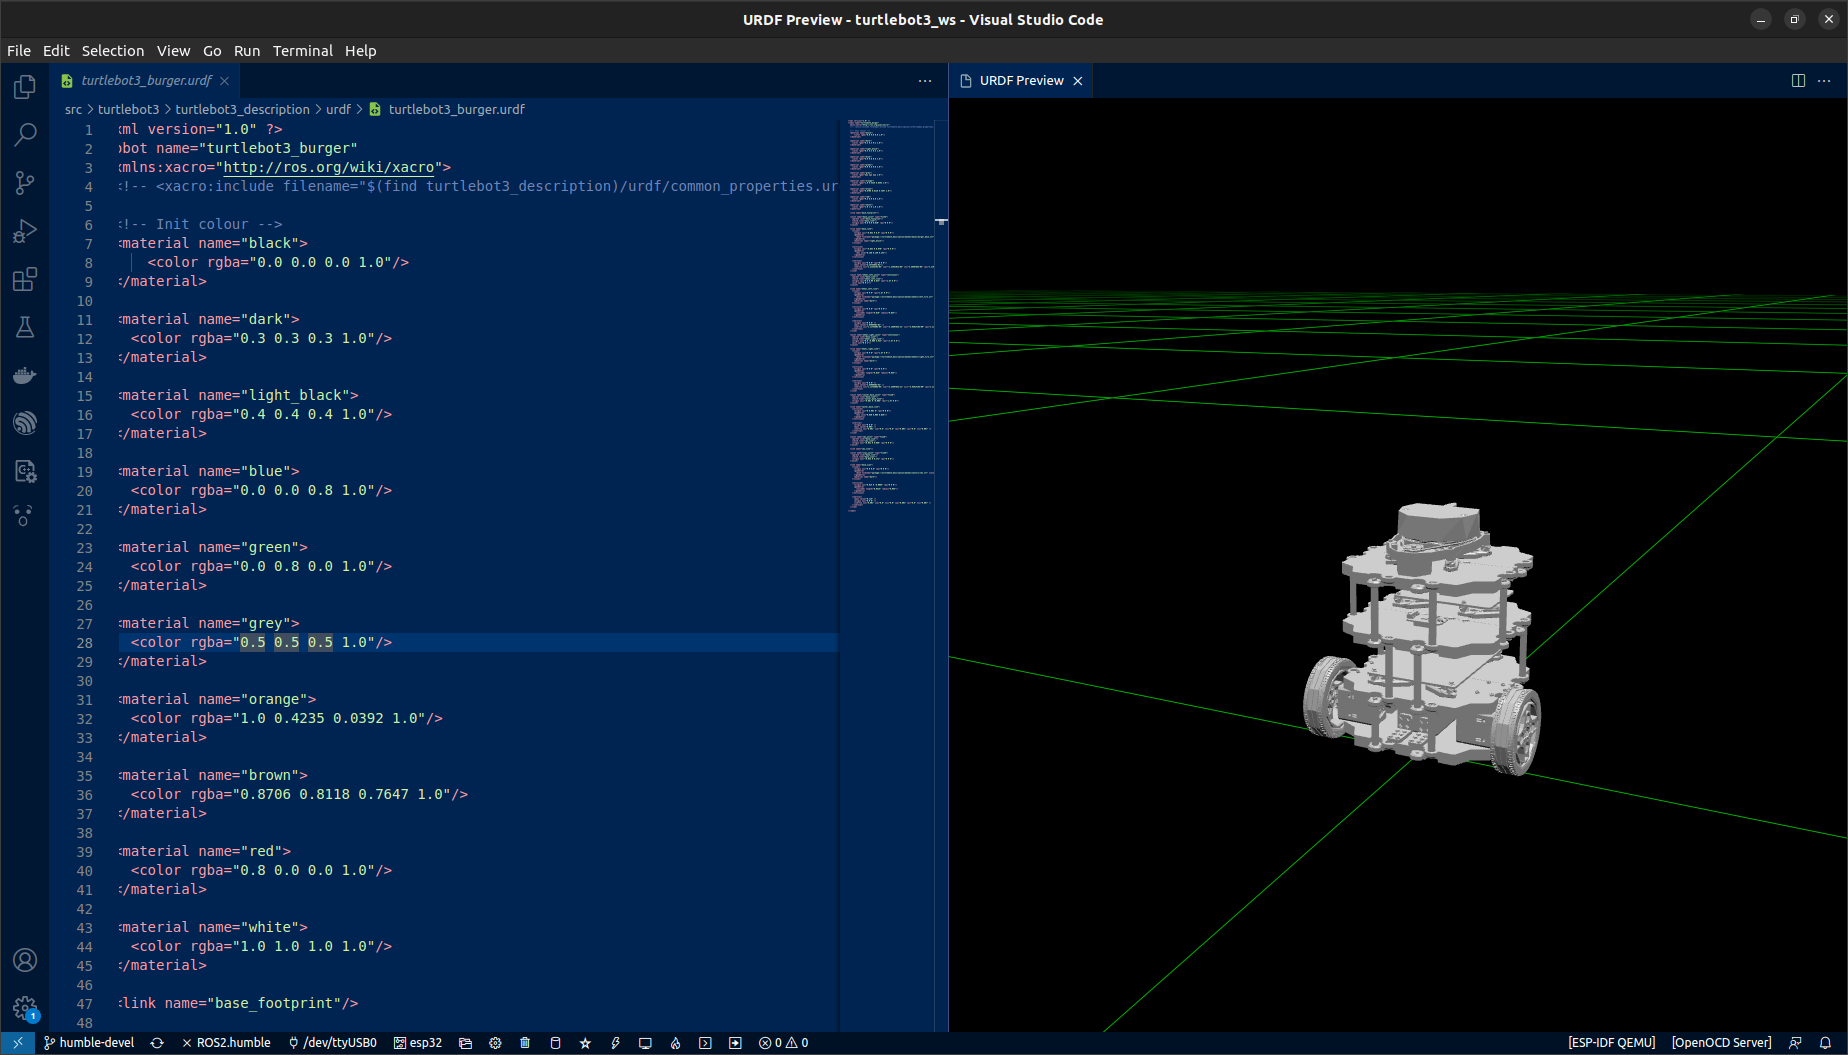 URDF Preview - turtlebot3_ws - Visual Studio Code
File Edit Selection View Go Run Terminal Help
turtlebot3_burger.urdf
URDF Preview
src > turtlebot3 > turtlebot3_description > urdf > turtlebot3_burger.urdf
1 xml version="1.0" ?>
2 obot name="turtlebot3_burger"
3 xmlns:xacro="http://ros.org/wiki/xacro">
4 <!-- <xacro:include filename="$(find turtlebot3_description)/urdf/common_properties.ur
5
6 <!-- Init colour -->
7 <material name="black">
8 <color rgba="0.0 0.0 0.0 1.0"/>
9 </material>
10
11 <material name="dark">
12 <color rgba="0.3 0.3 0.3 1.0"/>
13 </material>
14
15 <material name="light_black">
16 <color rgba="0.4 0.4 0.4 1.0"/>
17 </material>
18
19 <material name="blue">
20 <color rgba="0.0 0.0 0.8 1.0"/>
21 </material>
22
23 <material name="green">
24 <color rgba="0.0 0.8 0.0 1.0"/>
25 </material>
26
27 <material name="grey">
28 <color rgba="0.5 0.5 0.5 1.0"/>
29 </material>
30
31 <material name="orange">
32 <color rgba="1.0 0.4235 0.0392 1.0"/>
33 </material>
34
35 <material name="brown">
36 <color rgba="0.8706 0.8118 0.7647 1.0"/>
37 </material>
38
39 <material name="red">
40 <color rgba="0.8 0.0 0.0 1.0"/>
41 </material>
42
43 <material name="white">
44 <color rgba="1.0 1.0 1.0 1.0"/>
45 </material>
46
47 <link name="base_footprint"/>
48
1
humble-devel ROS2.humble /dev/ttyUSB0 esp32 0 0 [ESP-IDF QEMU] [OpenOCD Server]